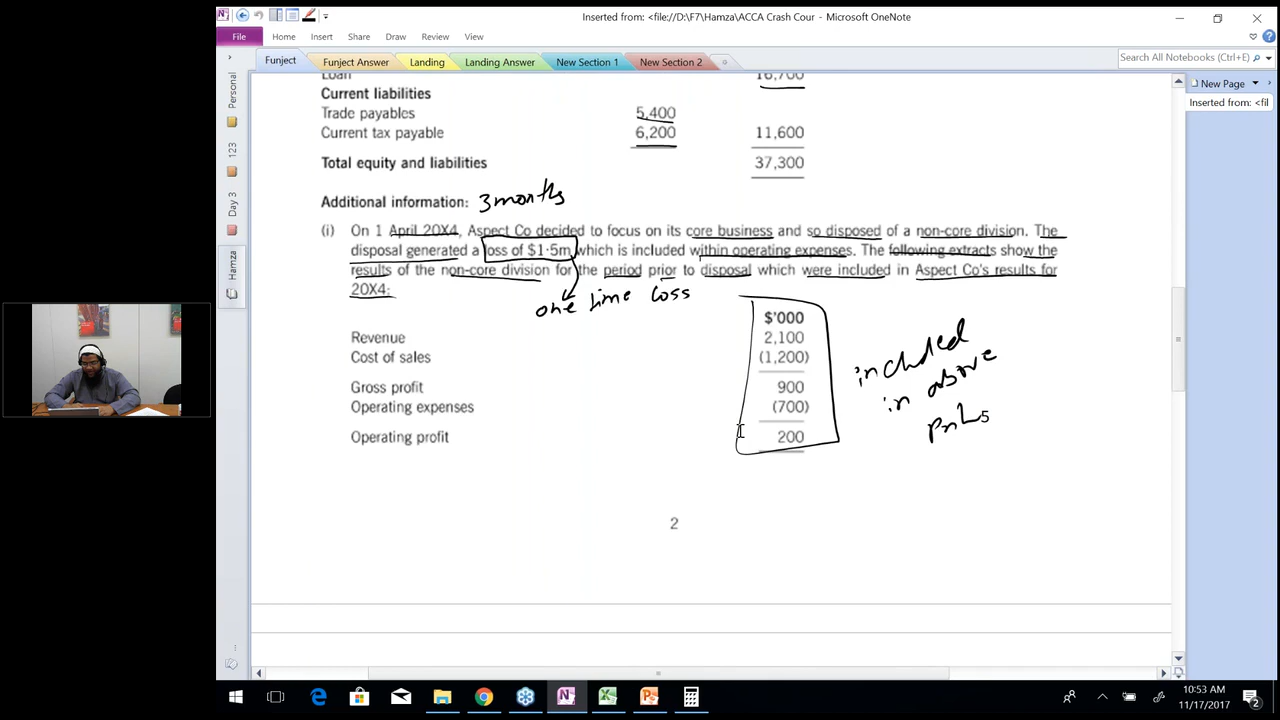 Inserted from: <file://D:\F7\Hamza\ACCA Crash Cour - Microsoft OneNote
File Home Insert Share Draw Review View
Funject Funject Answer Landing Landing Answer New Section 1 New Section 2
Search All Notebooks (Ctrl+E)
New Page
Inserted from: <fil
Personal
123
Day 3
Hamza
Loan 16,700
Current liabilities
Trade payables 5,400
Current tax payable 6,200 11,600
Total equity and liabilities 37,300
Additional information: 3 months
(i) On 1 April 20X4, Aspect Co decided to focus on its core business and so disposed of a non-core division. The
disposal generated a loss of $1·5m which is included within operating expenses. The following extracts show the
results of the non-core division for the period prior to disposal which were included in Aspect Co's results for
20X4:
one time loss
$'000
Revenue 2,100
Cost of sales (1,200)
Gross profit 900
Operating expenses (700)
Operating profit 200
included
in above
PnLs
2
10:53 AM
11/17/2017
2